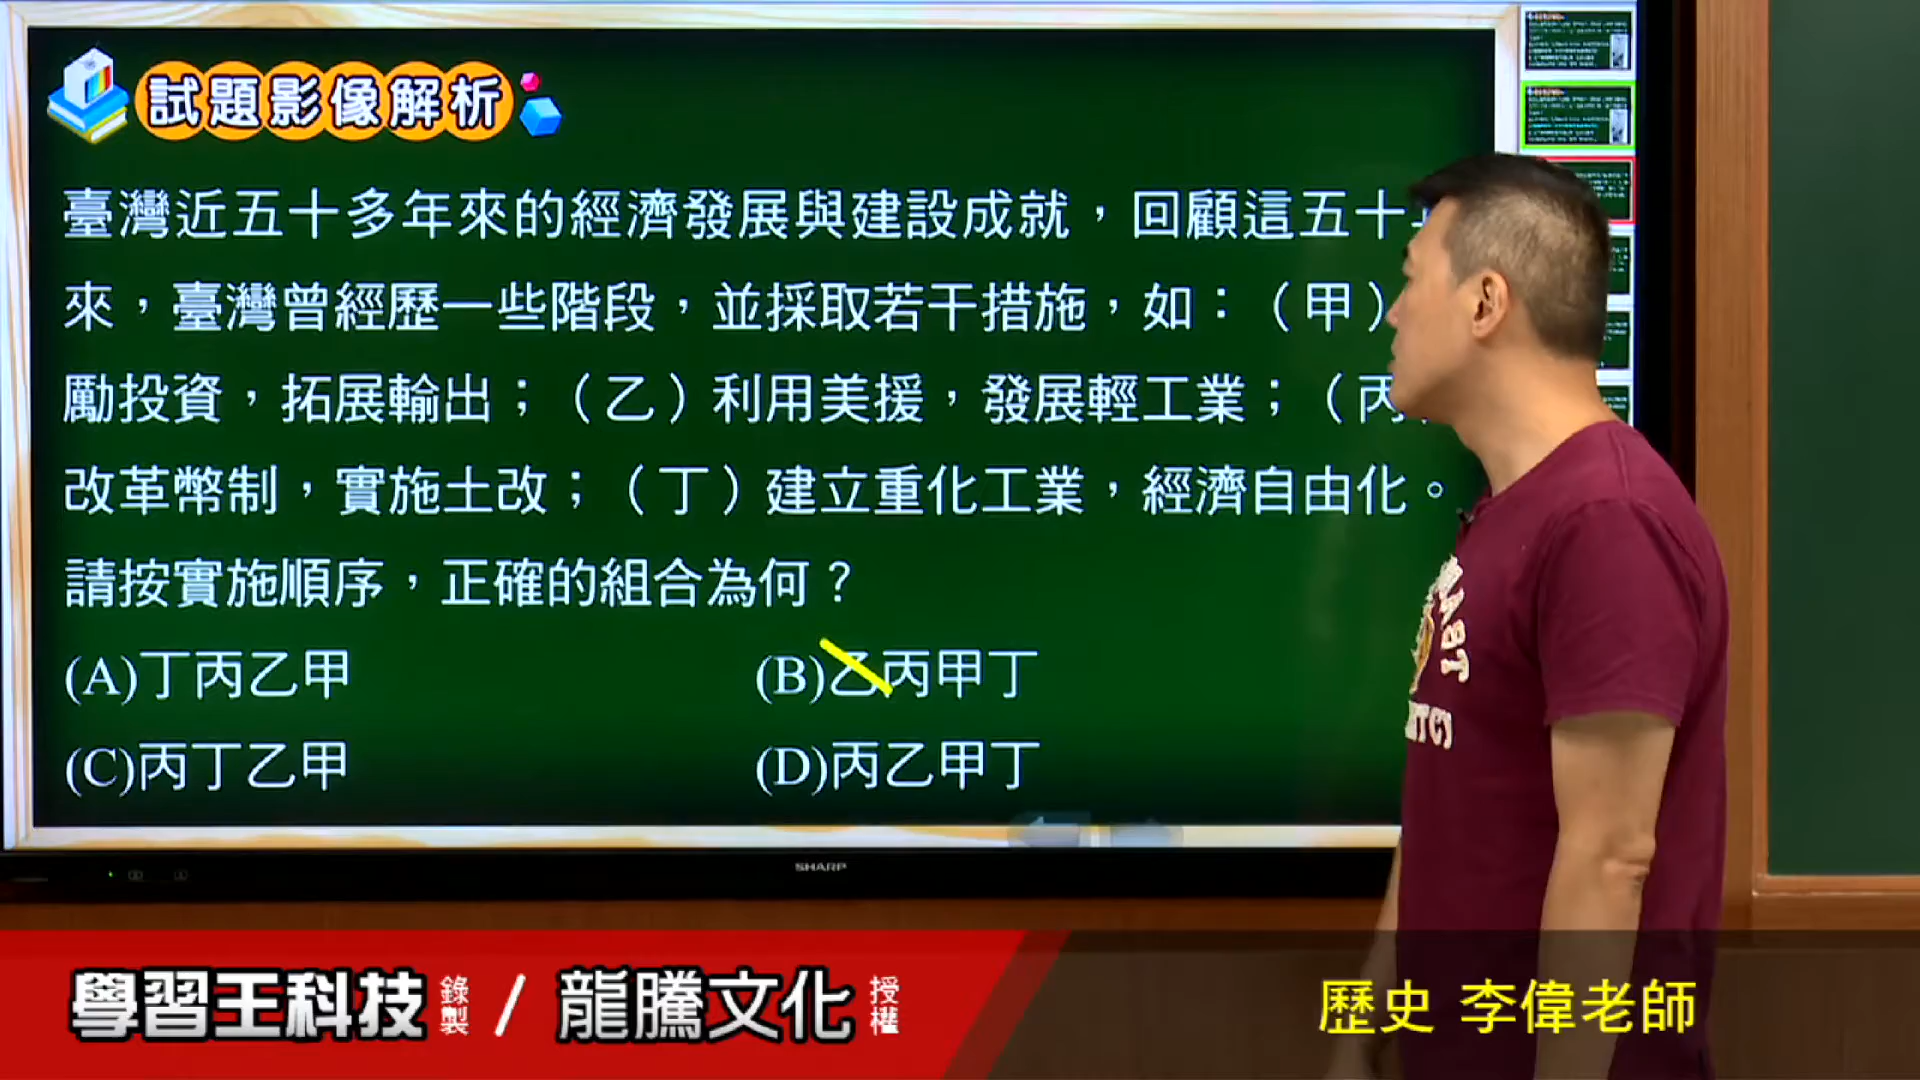 試題影像解析
臺灣近五十多年來的經濟發展與建設成就，回顧這五十
來，臺灣曾經歷一些階段，並採取若干措施，如：（甲）
勵投資，拓展輸出；（乙）利用美援，發展輕工業；（丙
改革幣制，實施土改；（丁）建立重化工業，經濟自由化。
請按實施順序，正確的組合為何？
(A)丁丙乙甲
(B)乙丙甲丁
(C)丙丁乙甲
(D)丙乙甲丁
SHARP
學習王科技 錄製 / 龍騰文化 授權
歷史 李偉老師